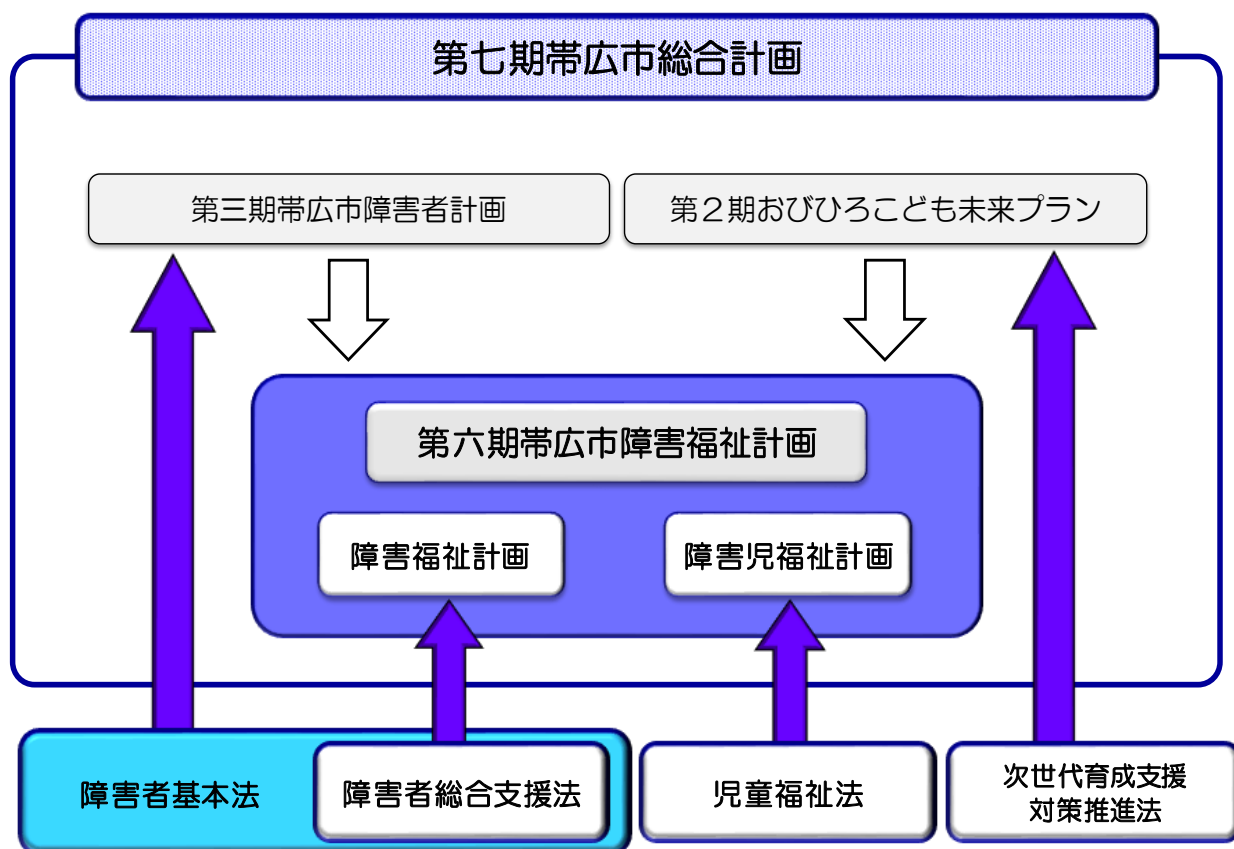 第七期帯広市総合計画
第三期帯広市障害者計画
第２期おびひろこども未来プラン
第六期帯広市障害福祉計画
障害福祉計画
障害児福祉計画
障害者基本法
障害者総合支援法
児童福祉法
次世代育成支援
対策推進法